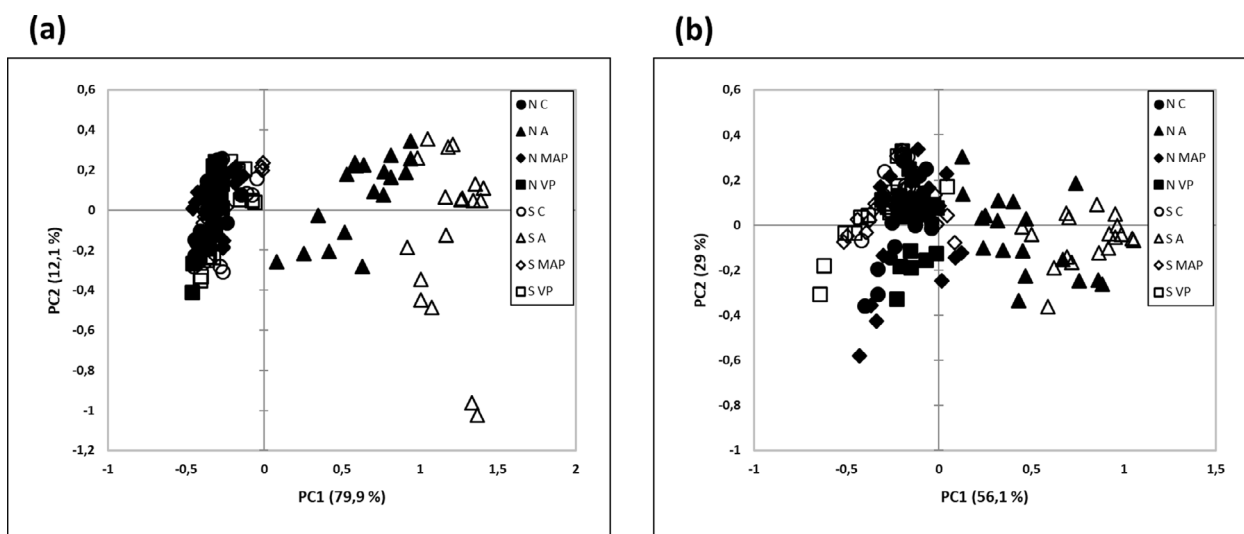 (a)
0,6
0,4
0,2
0
-0,2
-0,4
-0,6
-0,8
-1
-1,2
-1
-0,5
0
0,5
1
1,5
2
PC2 (12,1 %)
PC1 (79,9 %)
N C
N A
N MAP
N VP
S C
S A
S MAP
S VP
(b)
0,6
0,4
0,2
0
-0,2
-0,4
-0,6
-0,8
-1
-1
-0,5
0
0,5
1
1,5
PC2 (29 %)
PC1 (56,1 %)
N C
N A
N MAP
N VP
S C
S A
S MAP
S VP